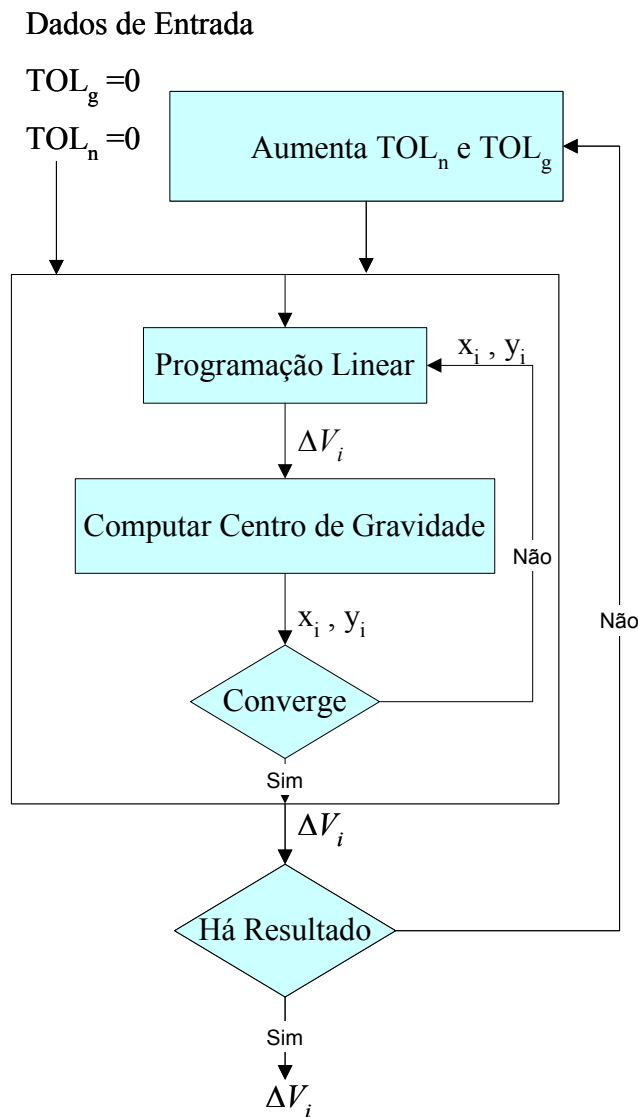 Dados de Entrada
TOL_g =0
TOL_n =0
Aumenta TOL_n e TOL_g
Programação Linear
x_i , y_i
ΔV_i
Computar Centro de Gravidade
Não
x_i , y_i
Não
Converge
Sim
ΔV_i
Há Resultado
Sim
ΔV_i